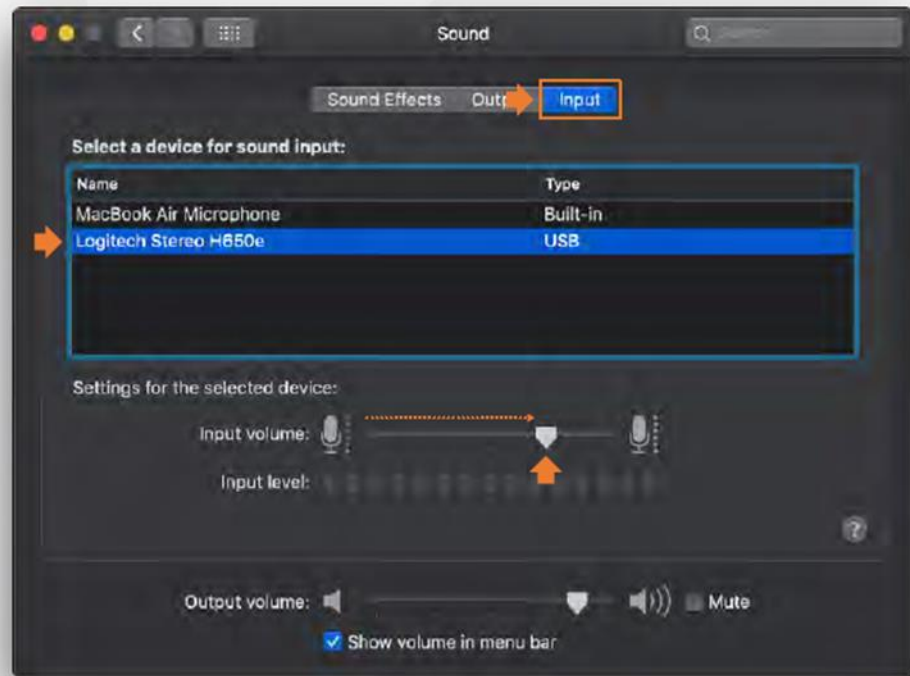 Sound
Sound Effects
Input
Select a device for sound input:
Name Type
MacBook Air Microphone Built-in
Logitech Stereo H650e USB
Settings for the selected device:
Input volume:
Input level:
?
Output volume: Mute
Show volume in menu bar